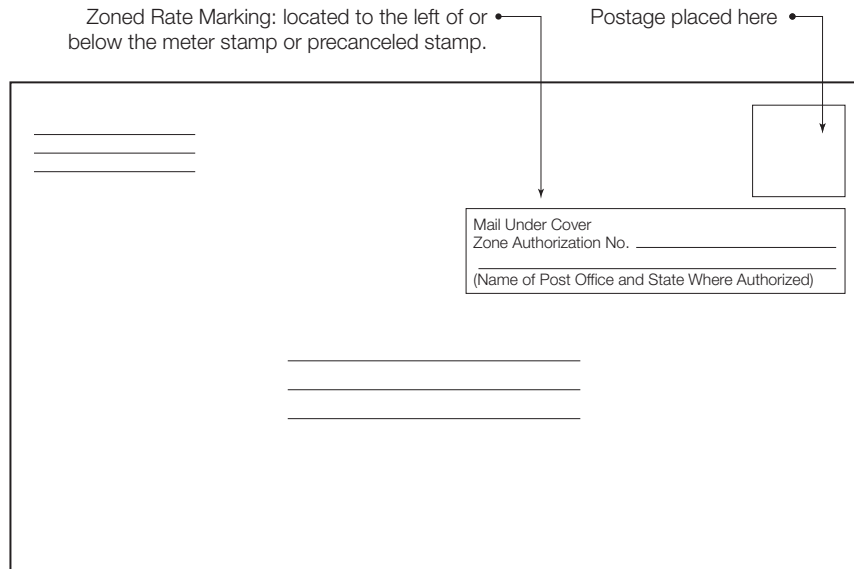 Zoned Rate Marking: located to the left of or
below the meter stamp or precanceled stamp.
Postage placed here
Mail Under Cover
Zone Authorization No.
(Name of Post Office and State Where Authorized)